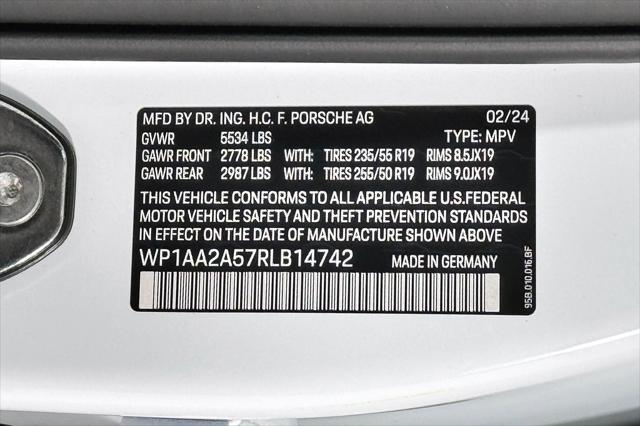 MFD BY DR. ING. H.C. F. PORSCHE AG 02/24
GVWR 5534 LBS TYPE: MPV
GAWR FRONT 2778 LBS WITH: TIRES 235/55 R19 RIMS 8.5JX19
GAWR REAR 2987 LBS WITH: TIRES 255/50 R19 RIMS 9.0JX19
THIS VEHICLE CONFORMS TO ALL APPLICABLE U.S.FEDERAL
MOTOR VEHICLE SAFETY AND THEFT PREVENTION STANDARDS
IN EFFECT ON THE DATE OF MANUFACTURE SHOWN ABOVE.
WP1AA2A57RLB14742 MADE IN GERMANY
95B.010.016.BF